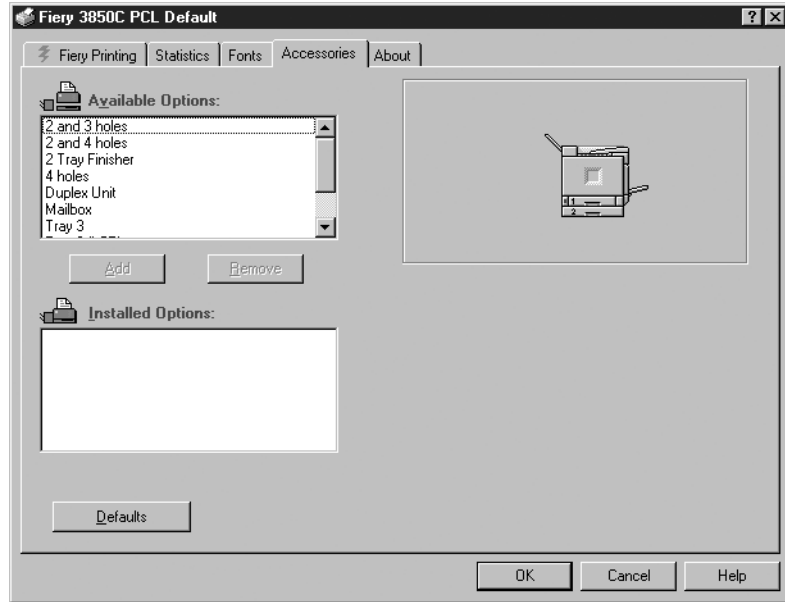 Fiery 3850C PCL Default
Fiery Printing Statistics Fonts Accessories About
Available Options:
2 and 3 holes
2 and 4 holes
2 Tray Finisher
4 holes
Duplex Unit
Mailbox
Tray 3
Add Remove
Installed Options:
1
2
Defaults
OK Cancel Help